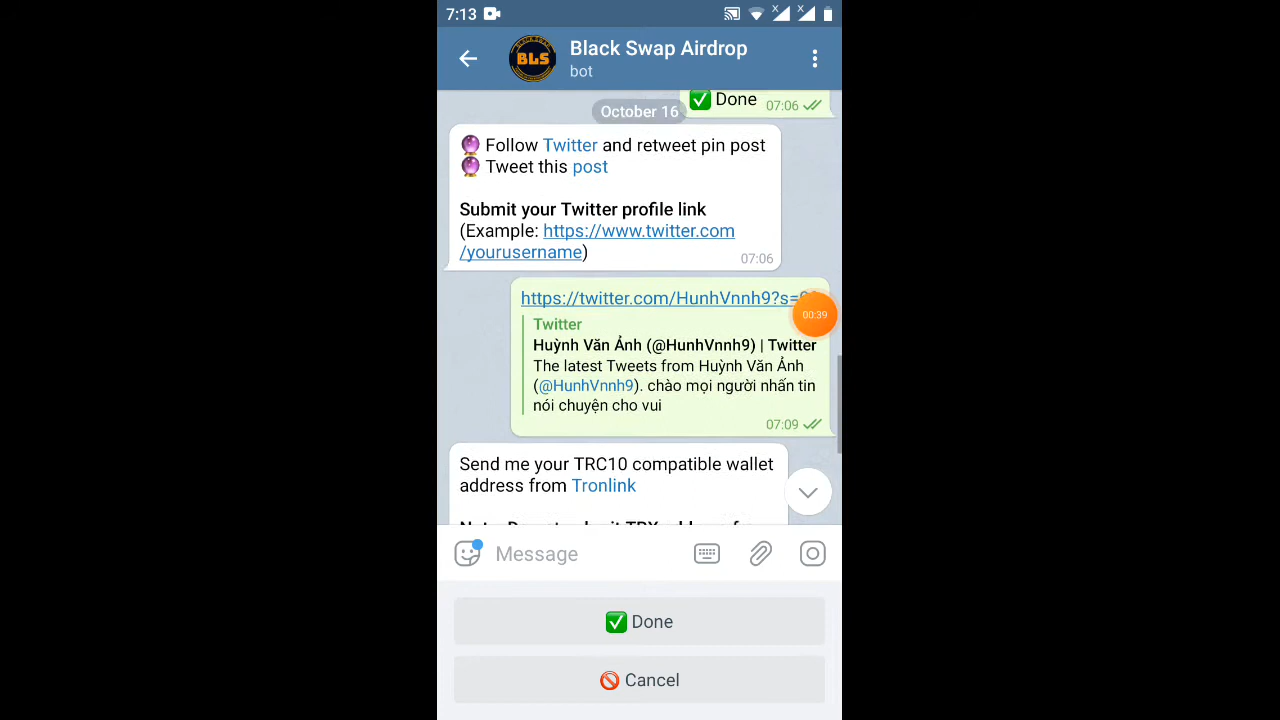 7:13
BLS
Black Swap Airdrop
bot
✅ Done 07:06
October 16
🔮 Follow Twitter and retweet pin post
🔮 Tweet this post
Submit your Twitter profile link
(Example: https://www.twitter.com
/yourusername)
07:06
https://twitter.com/HunhVnnh9?s=
00:39
Twitter
Huỳnh Văn Ảnh (@HunhVnnh9) | Twitter
The latest Tweets from Huỳnh Văn Ảnh
(@HunhVnnh9). chào mọi người nhấn tin
nói chuyện cho vui
07:09
Send me your TRC10 compatible wallet
address from Tronlink
Message
✅ Done
🚫 Cancel